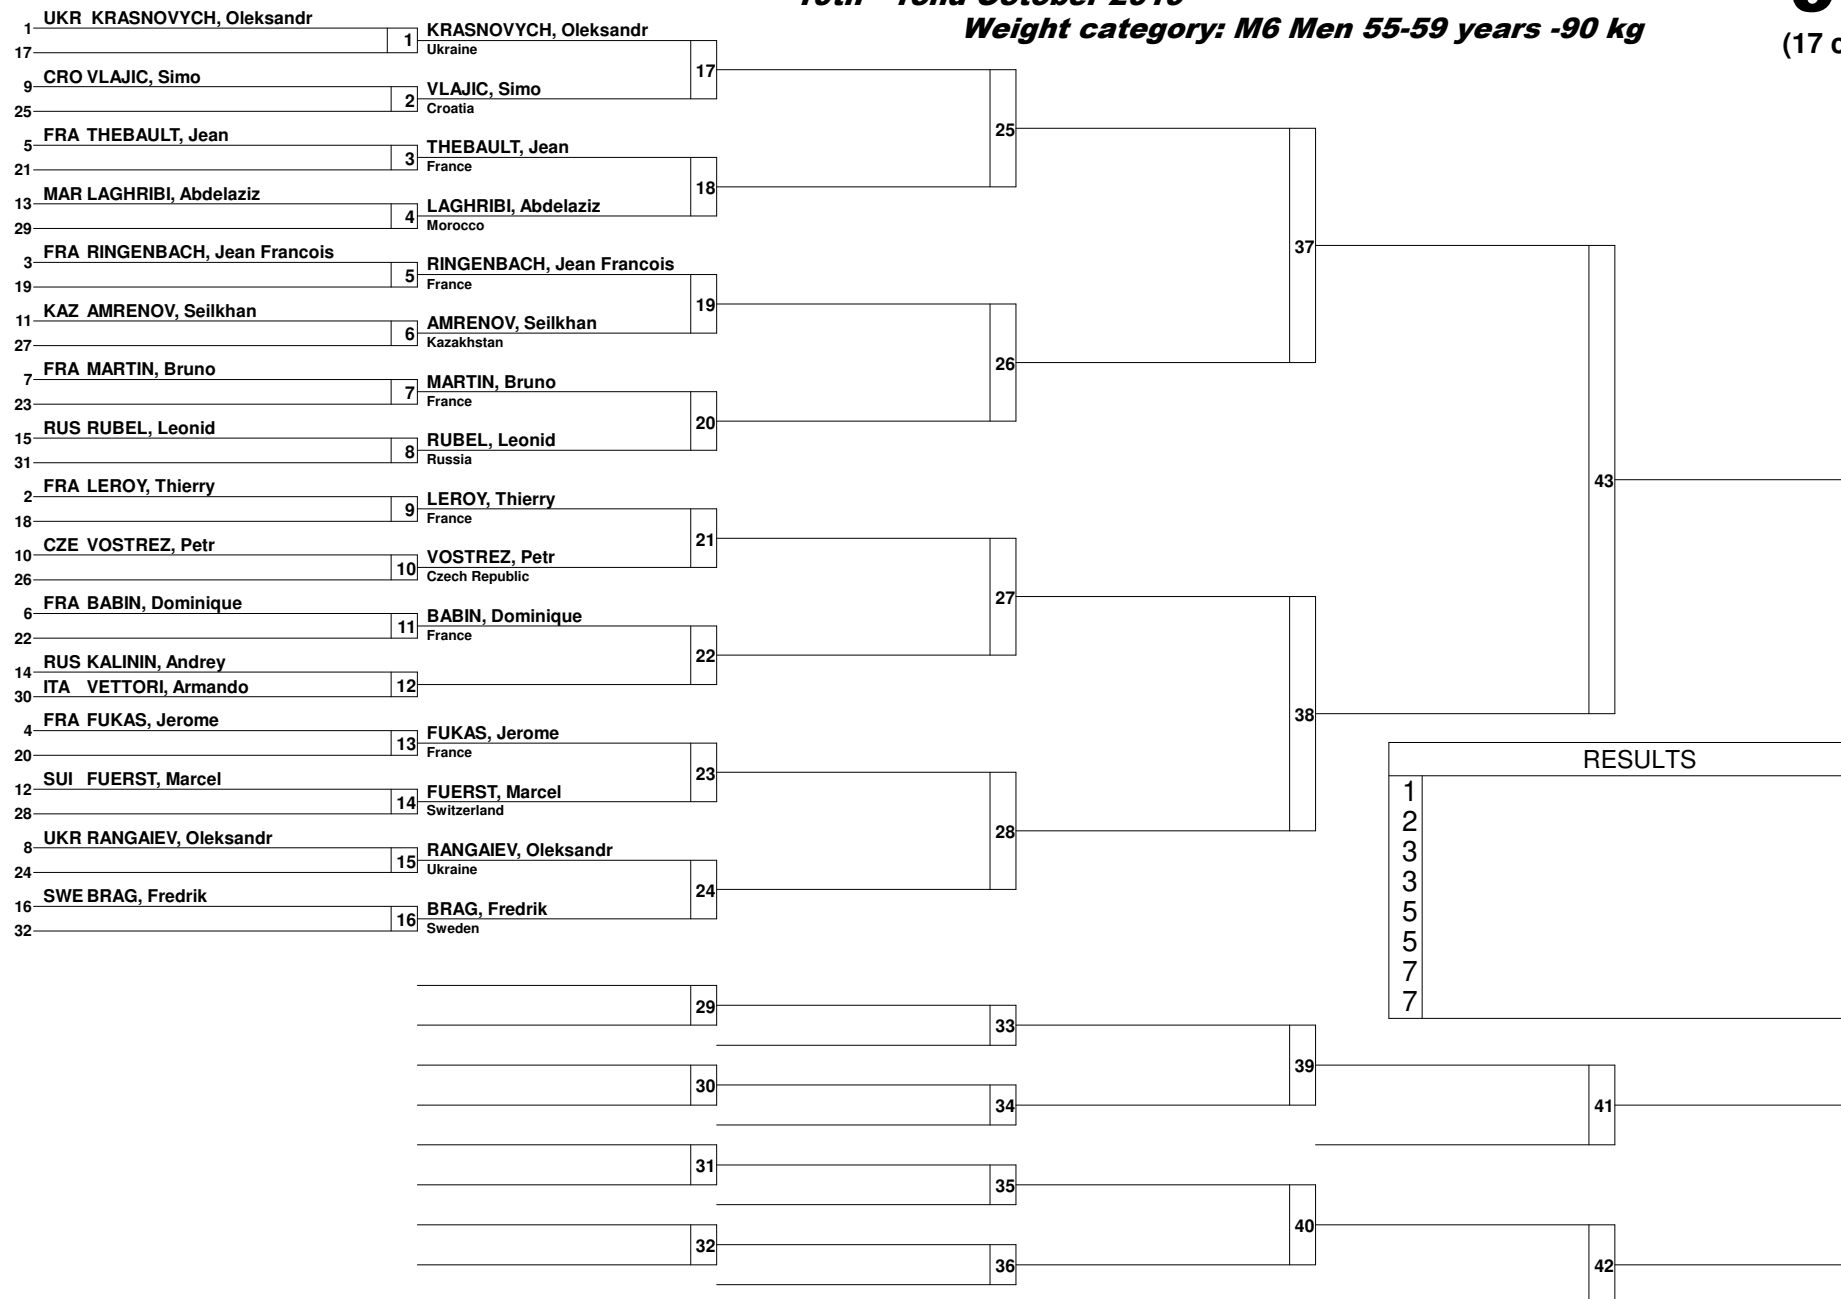 Weight category: M6 Men 55-59 years -90 kg
(17 c
1 UKR KRASNOVYCH, Oleksandr
17
1 KRASNOVYCH, Oleksandr
Ukraine
9 CRO VLAJIC, Simo
25
2 VLAJIC, Simo
Croatia
17
5 FRA THEBAULT, Jean
21
3 THEBAULT, Jean
France
13 MAR LAGHRIBI, Abdelaziz
29
4 LAGHRIBI, Abdelaziz
Morocco
18
25
3 FRA RINGENBACH, Jean Francois
19
5 RINGENBACH, Jean Francois
France
11 KAZ AMRENOV, Seilkhan
27
6 AMRENOV, Seilkhan
Kazakhstan
19
7 FRA MARTIN, Bruno
23
7 MARTIN, Bruno
France
15 RUS RUBEL, Leonid
31
8 RUBEL, Leonid
Russia
20
26
37
2 FRA LEROY, Thierry
18
9 LEROY, Thierry
France
10 CZE VOSTREZ, Petr
26
10 VOSTREZ, Petr
Czech Republic
21
6 FRA BABIN, Dominique
22
11 BABIN, Dominique
France
14 RUS KALININ, Andrey
30 ITA VETTORI, Armando
12
22
27
4 FRA FUKAS, Jerome
20
13 FUKAS, Jerome
France
12 SUI FUERST, Marcel
28
14 FUERST, Marcel
Switzerland
23
8 UKR RANGAIEV, Oleksandr
24
15 RANGAIEV, Oleksandr
Ukraine
16 SWE BRAG, Fredrik
32
16 BRAG, Fredrik
Sweden
24
28
38
43
RESULTS
1
2
3
3
5
5
7
7
29
33
30
34
39
41
31
35
32
36
40
42